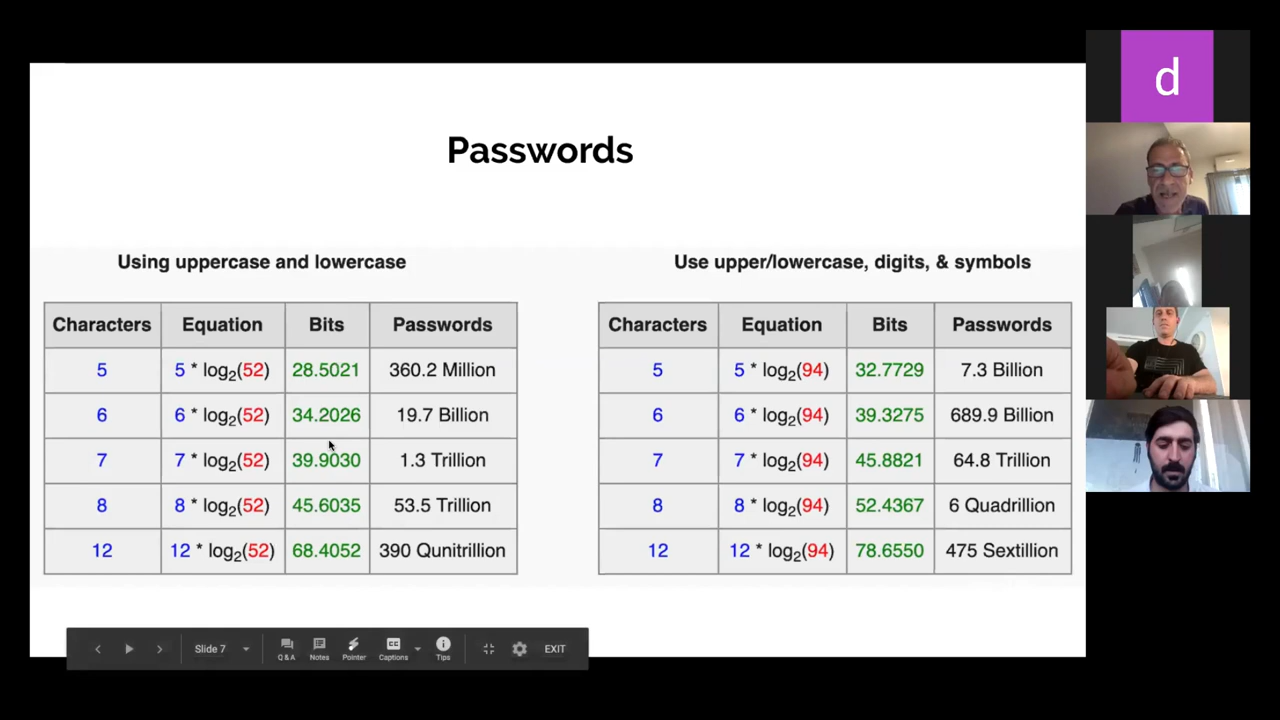 Passwords
Using uppercase and lowercase
Characters Equation Bits Passwords
5 5 * log₂(52) 28.5021 360.2 Million
6 6 * log₂(52) 34.2026 19.7 Billion
7 7 * log₂(52) 39.9030 1.3 Trillion
8 8 * log₂(52) 45.6035 53.5 Trillion
12 12 * log₂(52) 68.4052 390 Qunitrillion
Use upper/lowercase, digits, & symbols
Characters Equation Bits Passwords
5 5 * log₂(94) 32.7729 7.3 Billion
6 6 * log₂(94) 39.3275 689.9 Billion
7 7 * log₂(94) 45.8821 64.8 Trillion
8 8 * log₂(94) 52.4367 6 Quadrillion
12 12 * log₂(94) 78.6550 475 Sextillion
Slide 7 Q & A Notes Pointer Captions Tips EXIT
d